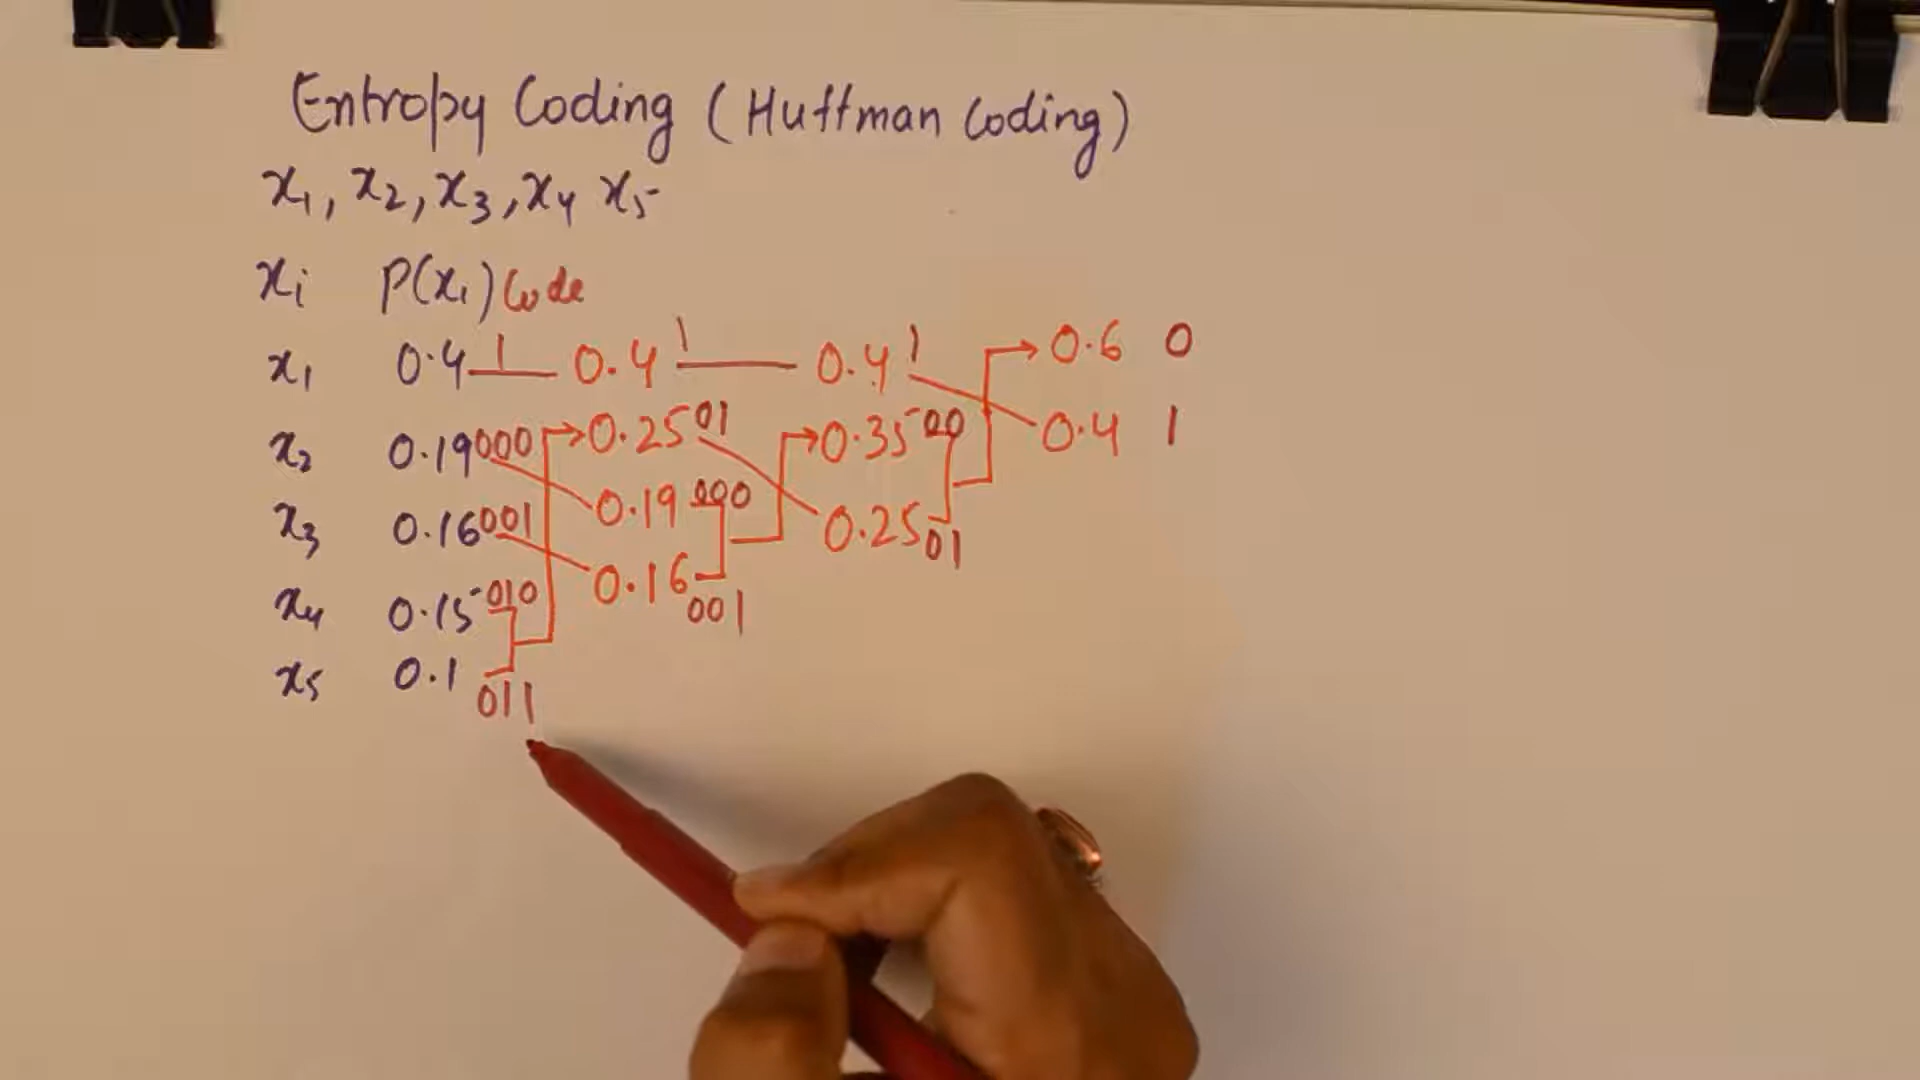 Entropy Coding (Huffman Coding)
x1, x2, x3, x4 x5
xi P(x1) Code
x1 0.4 1 0.4 1 0.4 1 0.6 0
x2 0.19 000 0.25 01 0.35 00 0.4 1
x3 0.16 001 0.19 000 0.25 01
x4 0.15 010 0.16 001
x5 0.1 011